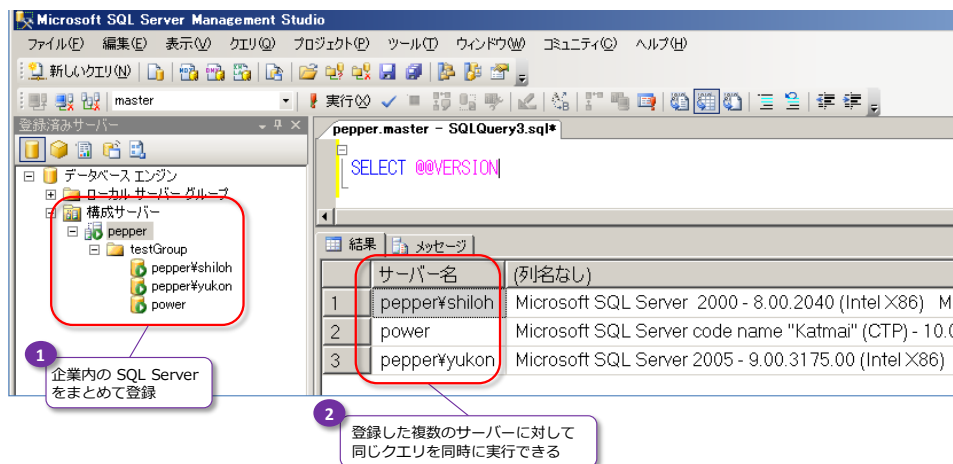 Microsoft SQL Server Management Studio
ファイル(F) 編集(E) 表示(V) クエリ(Q) プロジェクト(P) ツール(T) ウィンドウ(W) コミュニティ(C) ヘルプ(H)
新しいクエリ(N)
master
実行(X)
登録済みサーバー
データベース エンジン
ローカル サーバー グループ
構成サーバー
pepper
testGroup
pepper¥shiloh
pepper¥yukon
power
pepper.master - SQLQuery3.sql*
SELECT @@VERSION
結果 メッセージ
サーバー名 (列名なし)
1 pepper¥shiloh Microsoft SQL Server 2000 - 8.00.2040 (Intel X86) M
2 power Microsoft SQL Server code name "Katmai" (CTP) - 10.0
3 pepper¥yukon Microsoft SQL Server 2005 - 9.00.3175.00 (Intel X86)
1
企業内の SQL Server
をまとめて登録
2
登録した複数のサーバーに対して
同じクエリを同時に実行できる